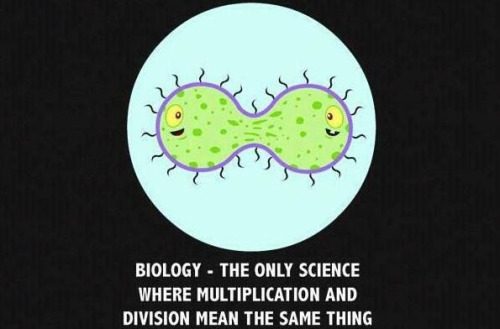 BIOLOGY - THE ONLY SCIENCE
WHERE MULTIPLICATION AND
DIVISION MEAN THE SAME THING